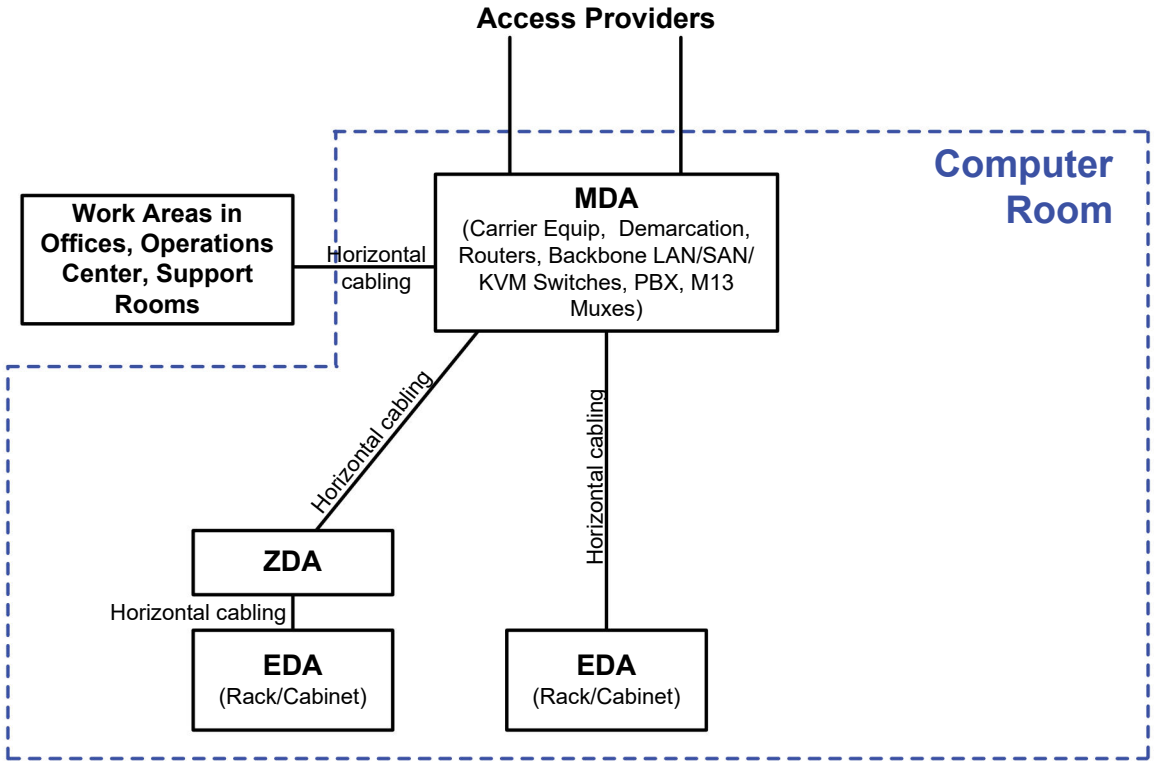 Access Providers
Computer
Room
MDA
(Carrier Equip, Demarcation,
Routers, Backbone LAN/SAN/
KVM Switches, PBX, M13
Muxes)
Work Areas in
Offices, Operations
Center, Support
Rooms
Horizontal
cabling
Horizontal cabling
Horizontal cabling
ZDA
Horizontal cabling
EDA
(Rack/Cabinet)
EDA
(Rack/Cabinet)